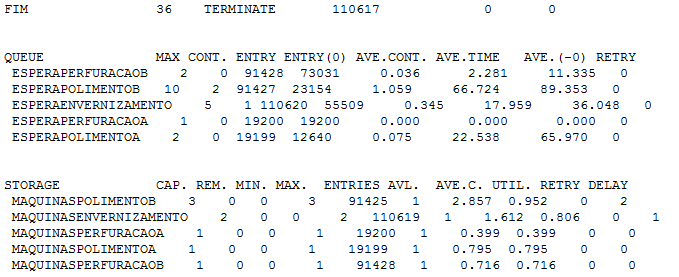 FIM 36 TERMINATE 110617 0 0
QUEUE MAX CONT. ENTRY ENTRY(0) AVE.CONT. AVE.TIME AVE.(-0) RETRY
ESPERAPERFURACAOB 2 0 91428 73031 0.036 2.281 11.335 0
ESPERAPOLIMENTOB 10 2 91427 23154 1.059 66.724 89.353 0
ESPERAENVERNIZAMENTO 5 1 110620 55509 0.345 17.959 36.048 0
ESPERAPERFURACAOA 1 0 19200 19200 0.000 0.000 0.000 0
ESPERAPOLIMENTOA 2 0 19199 12640 0.075 22.538 65.970 0
STORAGE CAP. REM. MIN. MAX. ENTRIES AVL. AVE.C. UTIL. RETRY DELAY
MAQUINASPOLIMENTOB 3 0 0 3 91425 1 2.857 0.952 0 2
MAQUINASENVERNIZAMENTO 2 0 0 2 110619 1 1.612 0.806 0 1
MAQUINASPERFURACAOA 1 0 0 1 19200 1 0.399 0.399 0 0
MAQUINASPOLIMENTOA 1 0 0 1 19199 1 0.795 0.795 0 0
MAQUINASPERFURACAOB 1 0 0 1 91428 1 0.716 0.716 0 0